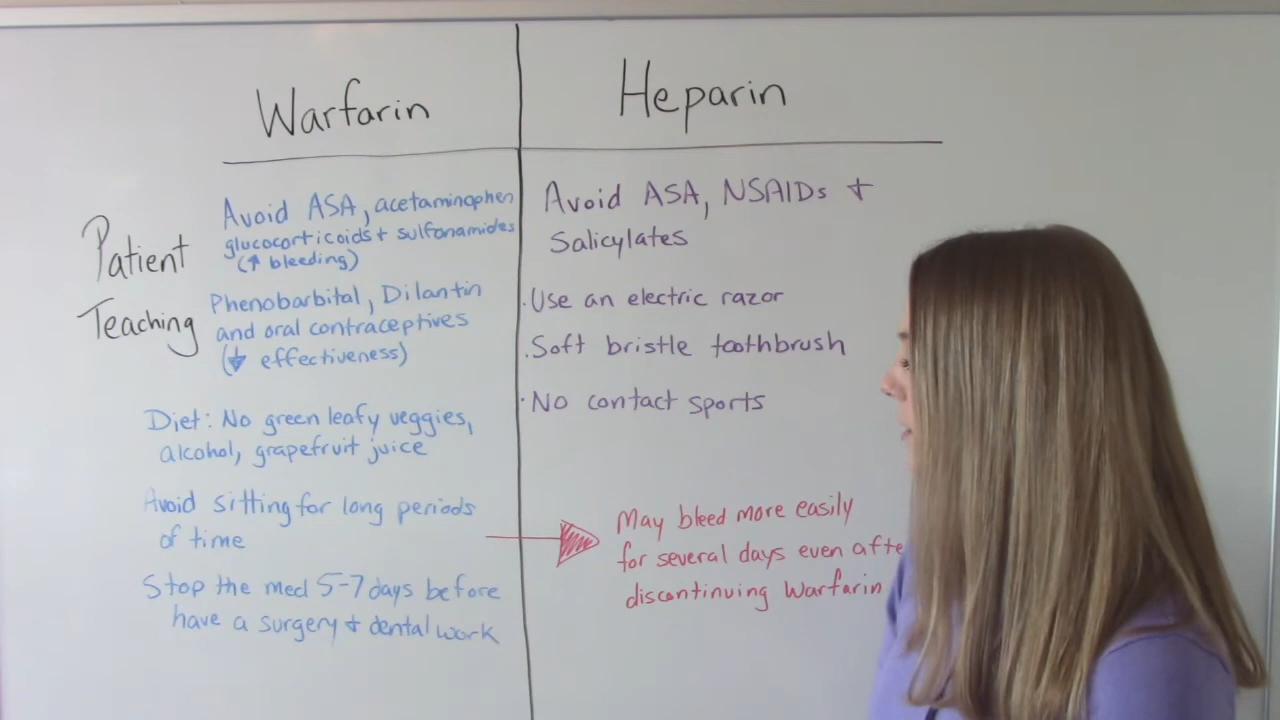 Warfarin
Heparin
Patient
Teaching
Avoid ASA, acetaminophen
glucocorticoids + sulfonamides
(↑ bleeding)
Phenobarbital, Dilantin
and oral contraceptives
(↓ effectiveness)
Diet: No green leafy veggies,
alcohol, grapefruit juice
Avoid sitting for long periods
of time
Stop the med 5-7 days before
have a surgery + dental work
Avoid ASA, NSAIDs +
Salicylates
· Use an electric razor
· Soft bristle toothbrush
· No contact sports
May bleed more easily
for several days even afte
discontinuing Warfarin